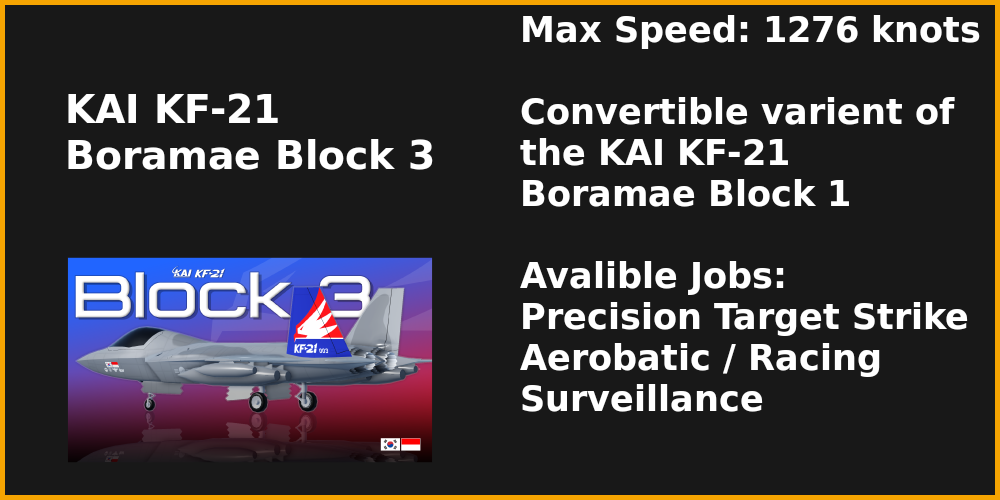 KAI KF-21
Boramae Block 3
KAI KF-21
Block 3
KF-21
Max Speed: 1276 knots
Convertible varient of
the KAI KF-21
Boramae Block 1
Avalible Jobs:
Precision Target Strike
Aerobatic / Racing
Surveillance